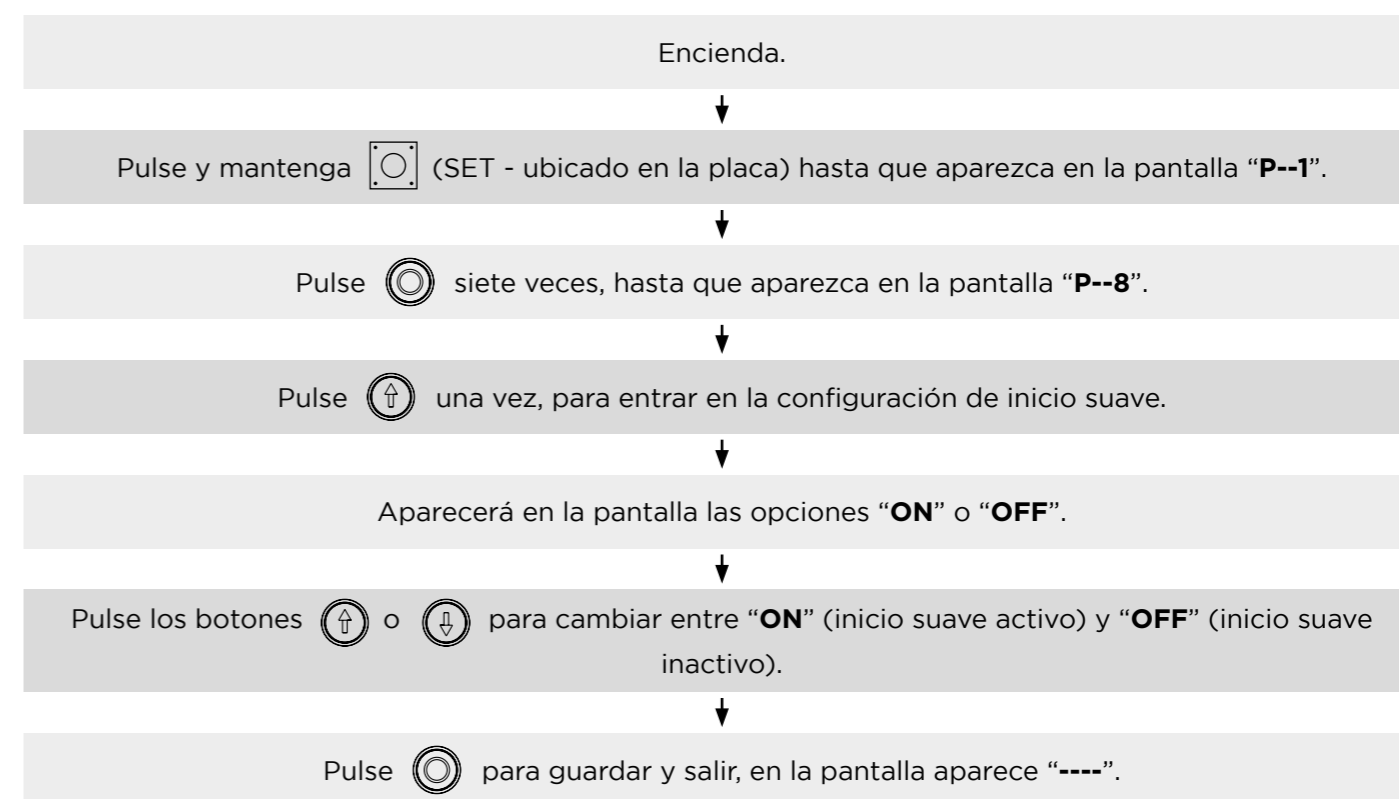 Encienda.
Pulse y mantenga (SET - ubicado en la placa) hasta que aparezca en la pantalla “P--1”.
Pulse siete veces, hasta que aparezca en la pantalla “P--8”.
Pulse una vez, para entrar en la configuración de inicio suave.
Aparecerá en la pantalla las opciones “ON” o “OFF”.
Pulse los botones o para cambiar entre “ON” (inicio suave activo) y “OFF” (inicio suave
inactivo).
Pulse para guardar y salir, en la pantalla aparece “----”.